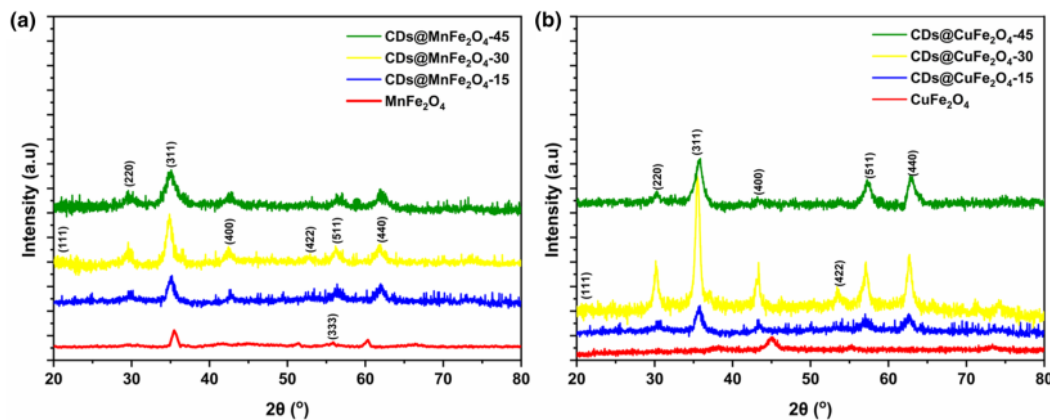 (a)
CDs@MnFe₂O₄-45
CDs@MnFe₂O₄-30
CDs@MnFe₂O₄-15
MnFe₂O₄
Intensity (a.u)
(111)
(220)
(311)
(400)
(422)
(511)
(440)
(333)
20 30 40 50 60 70 80
2θ (°)
(b)
CDs@CuFe₂O₄-45
CDs@CuFe₂O₄-30
CDs@CuFe₂O₄-15
CuFe₂O₄
Intensity (a.u)
(111)
(220)
(311)
(400)
(422)
(511)
(440)
20 30 40 50 60 70 80
2θ (°)